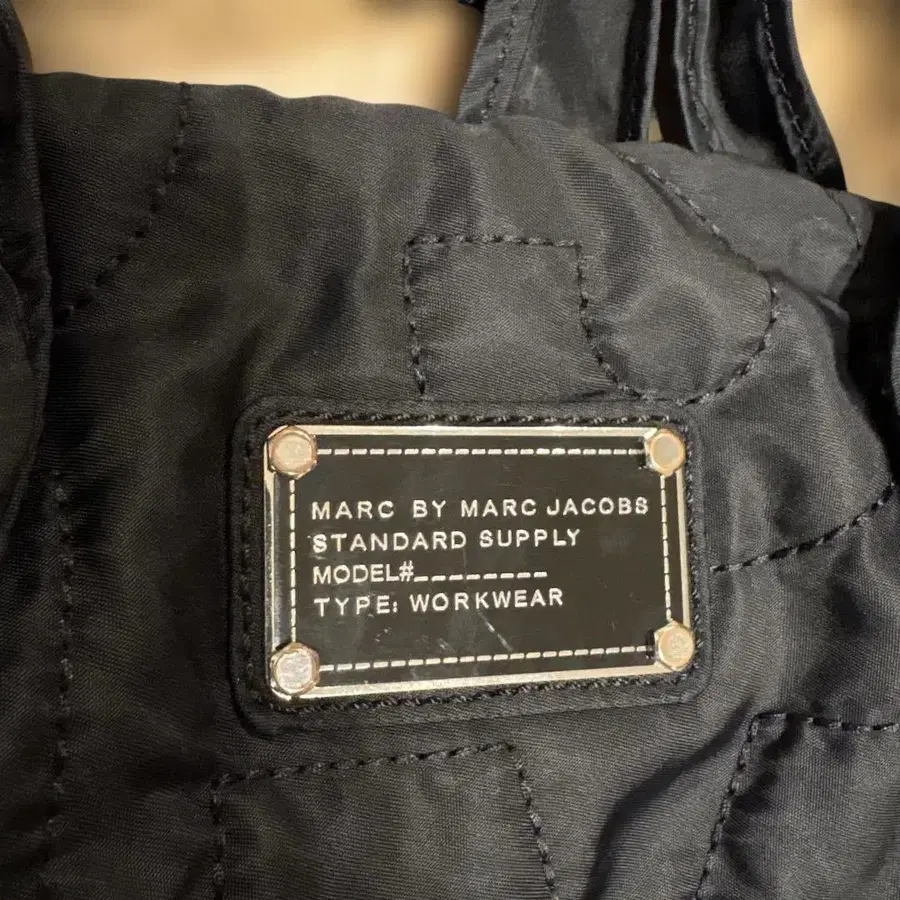 MARC BY MARC JACOBS
STANDARD SUPPLY
MODEL#_________
TYPE: WORKWEAR